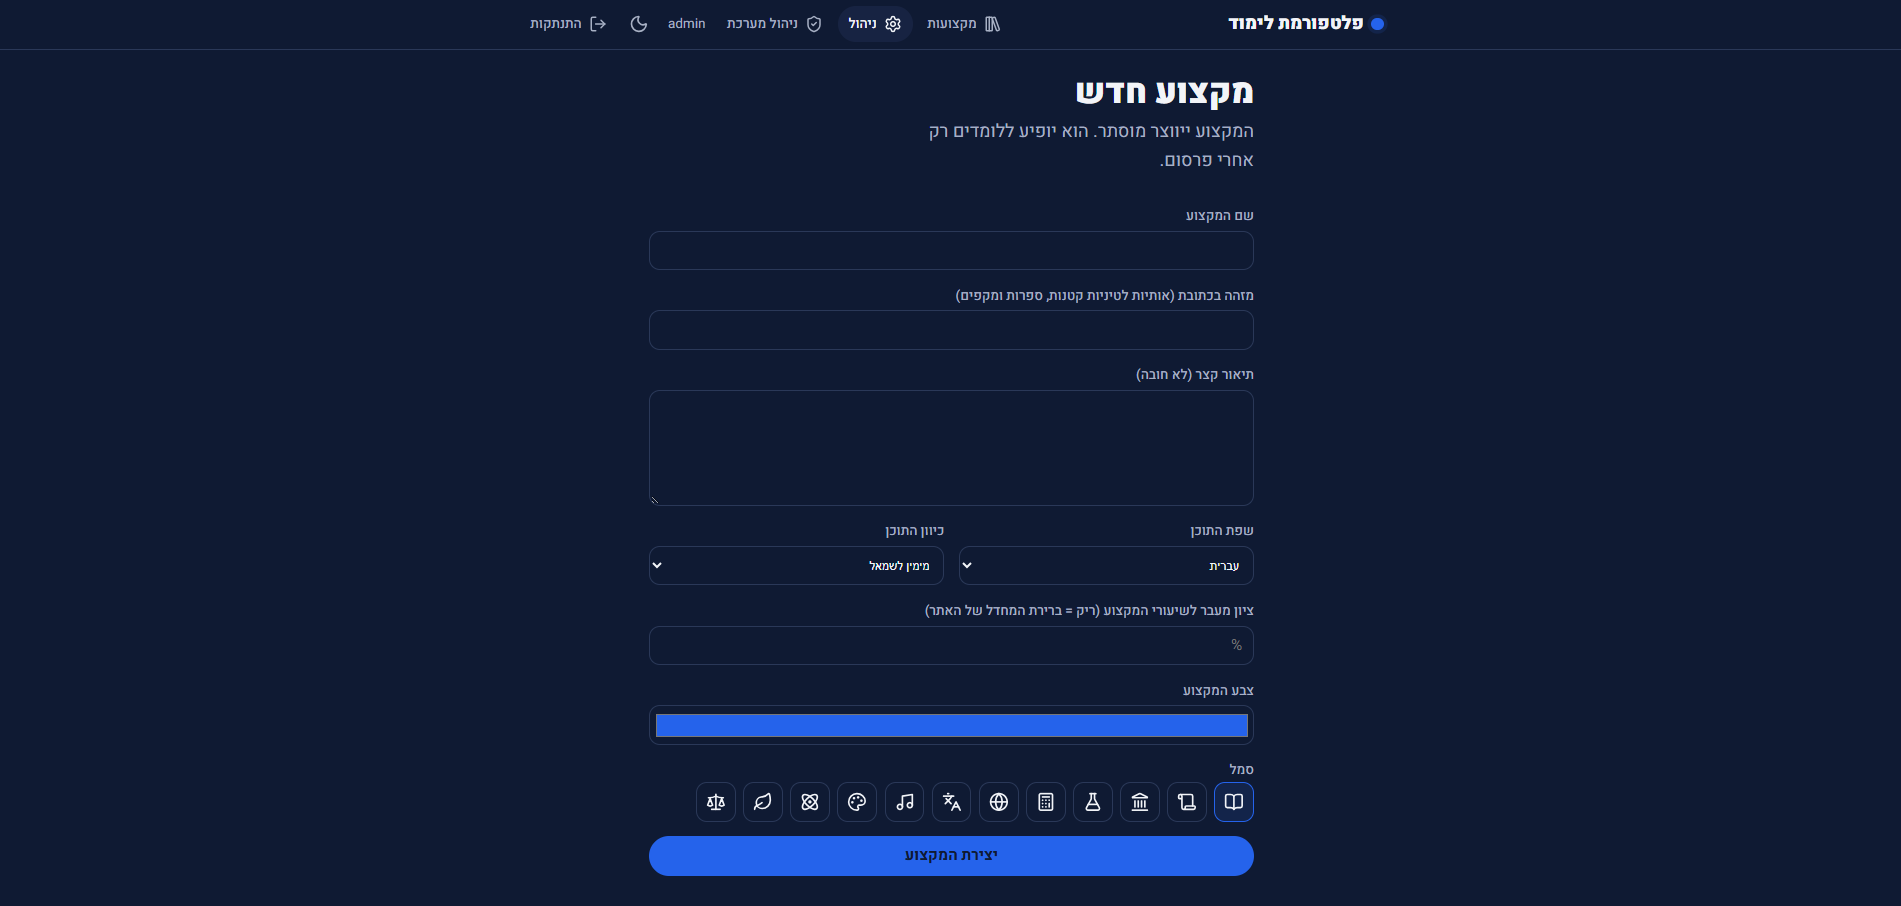 פלטפורמת לימוד
מקצועות
ניהול
ניהול מערכת
admin
התנתקות
מקצוע חדש
המקצוע ייווצר מוסתר. הוא יופיע ללומדים רק
אחרי פרסום.
שם המקצוע
מזהה בכתובת (אותיות לטיניות קטנות, ספרות ומקפים)
תיאור קצר (לא חובה)
שפת התוכן
כיוון התוכן
עברית
מימין לשמאל
ציון מעבר לשיעורי המקצוע (ריק = ברירת המחדל של האתר)
%
צבע המקצוע
סמל
יצירת המקצוע